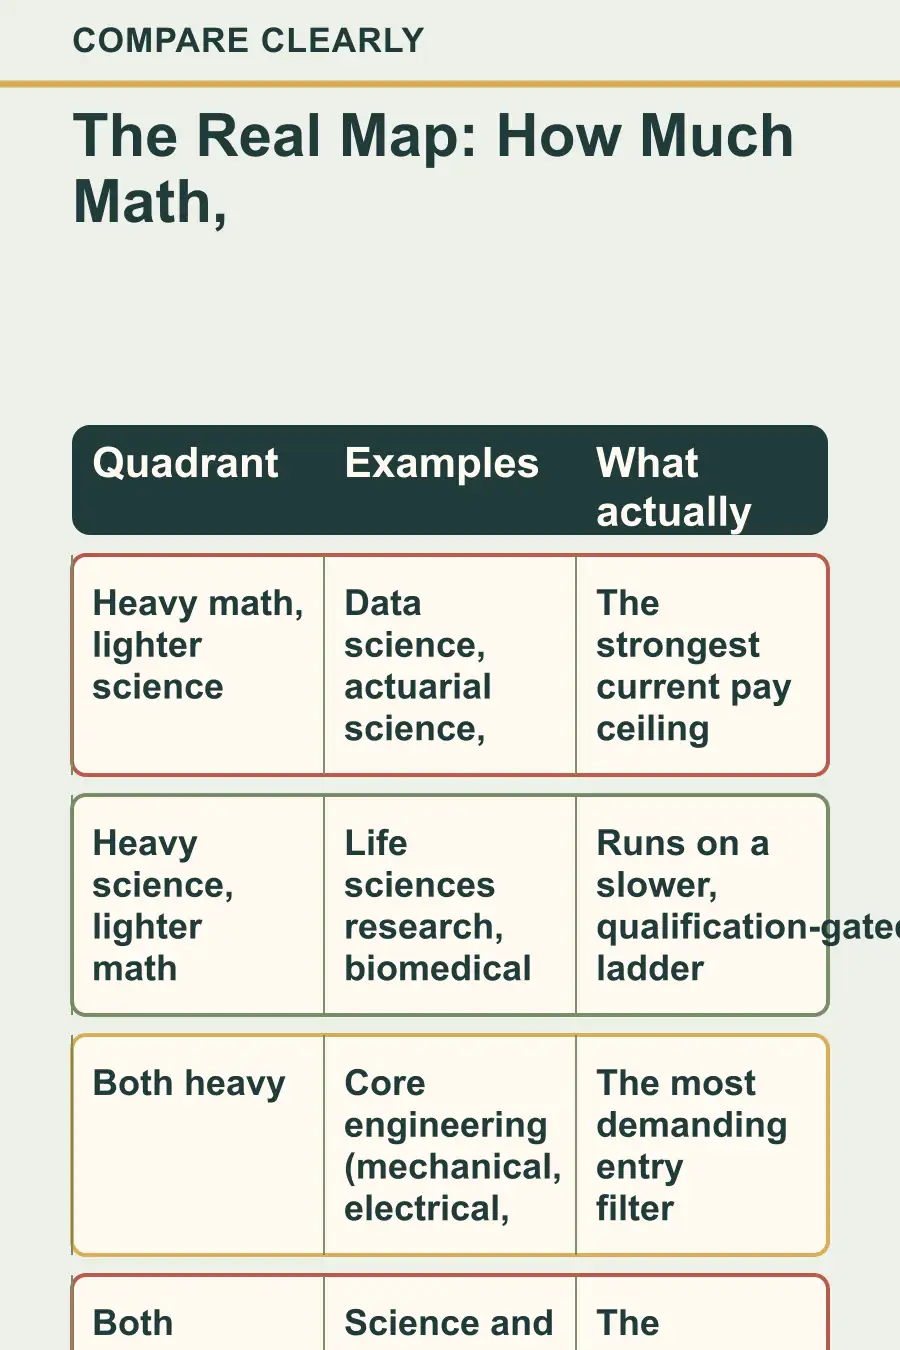 COMPARE CLEARLY
The Real Map: How Much
Math,
Quadrant
Examples
What
actually
Heavy math,
lighter
science
Data
science,
actuarial
science,
The
strongest
current pay
ceiling
Heavy
science,
lighter
math
Life
sciences
research,
biomedical
Runs on a
slower,
qualification-gated
ladder
Both heavy
Core
engineering
(mechanical,
electrical,
The most
demanding
entry
filter
Both
Science and
The